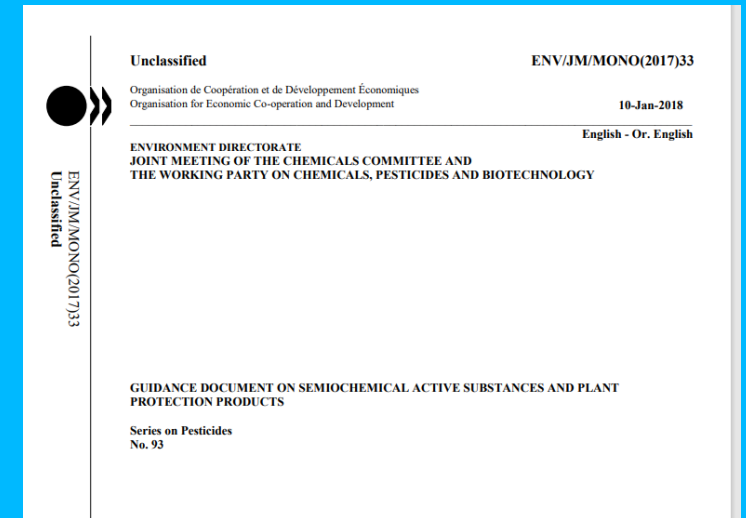 Unclassified ENV/JM/MONO(2017)33
Organisation de Coopération et de Développement Économiques
Organisation for Economic Co-operation and Development 10-Jan-2018
English - Or. English
ENVIRONMENT DIRECTORATE
JOINT MEETING OF THE CHEMICALS COMMITTEE AND
THE WORKING PARTY ON CHEMICALS, PESTICIDES AND BIOTECHNOLOGY
ENV/JM/MONO(2017)33
Unclassified
GUIDANCE DOCUMENT ON SEMIOCHEMICAL ACTIVE SUBSTANCES AND PLANT
PROTECTION PRODUCTS
Series on Pesticides
No. 93